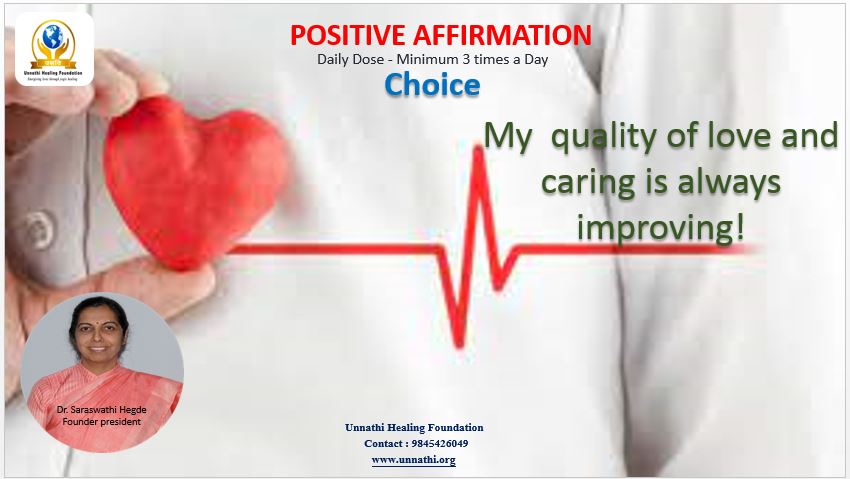 POSITIVE AFFIRMATION
Daily Dose - Minimum 3 times a Day
Choice
My quality of love and
caring is always
improving!
Unnathi Healing Foundation
Dr. Saraswathi Hegde
Founder president
Unnathi Healing Foundation
Contact : 9845426049
www.unnathi.org